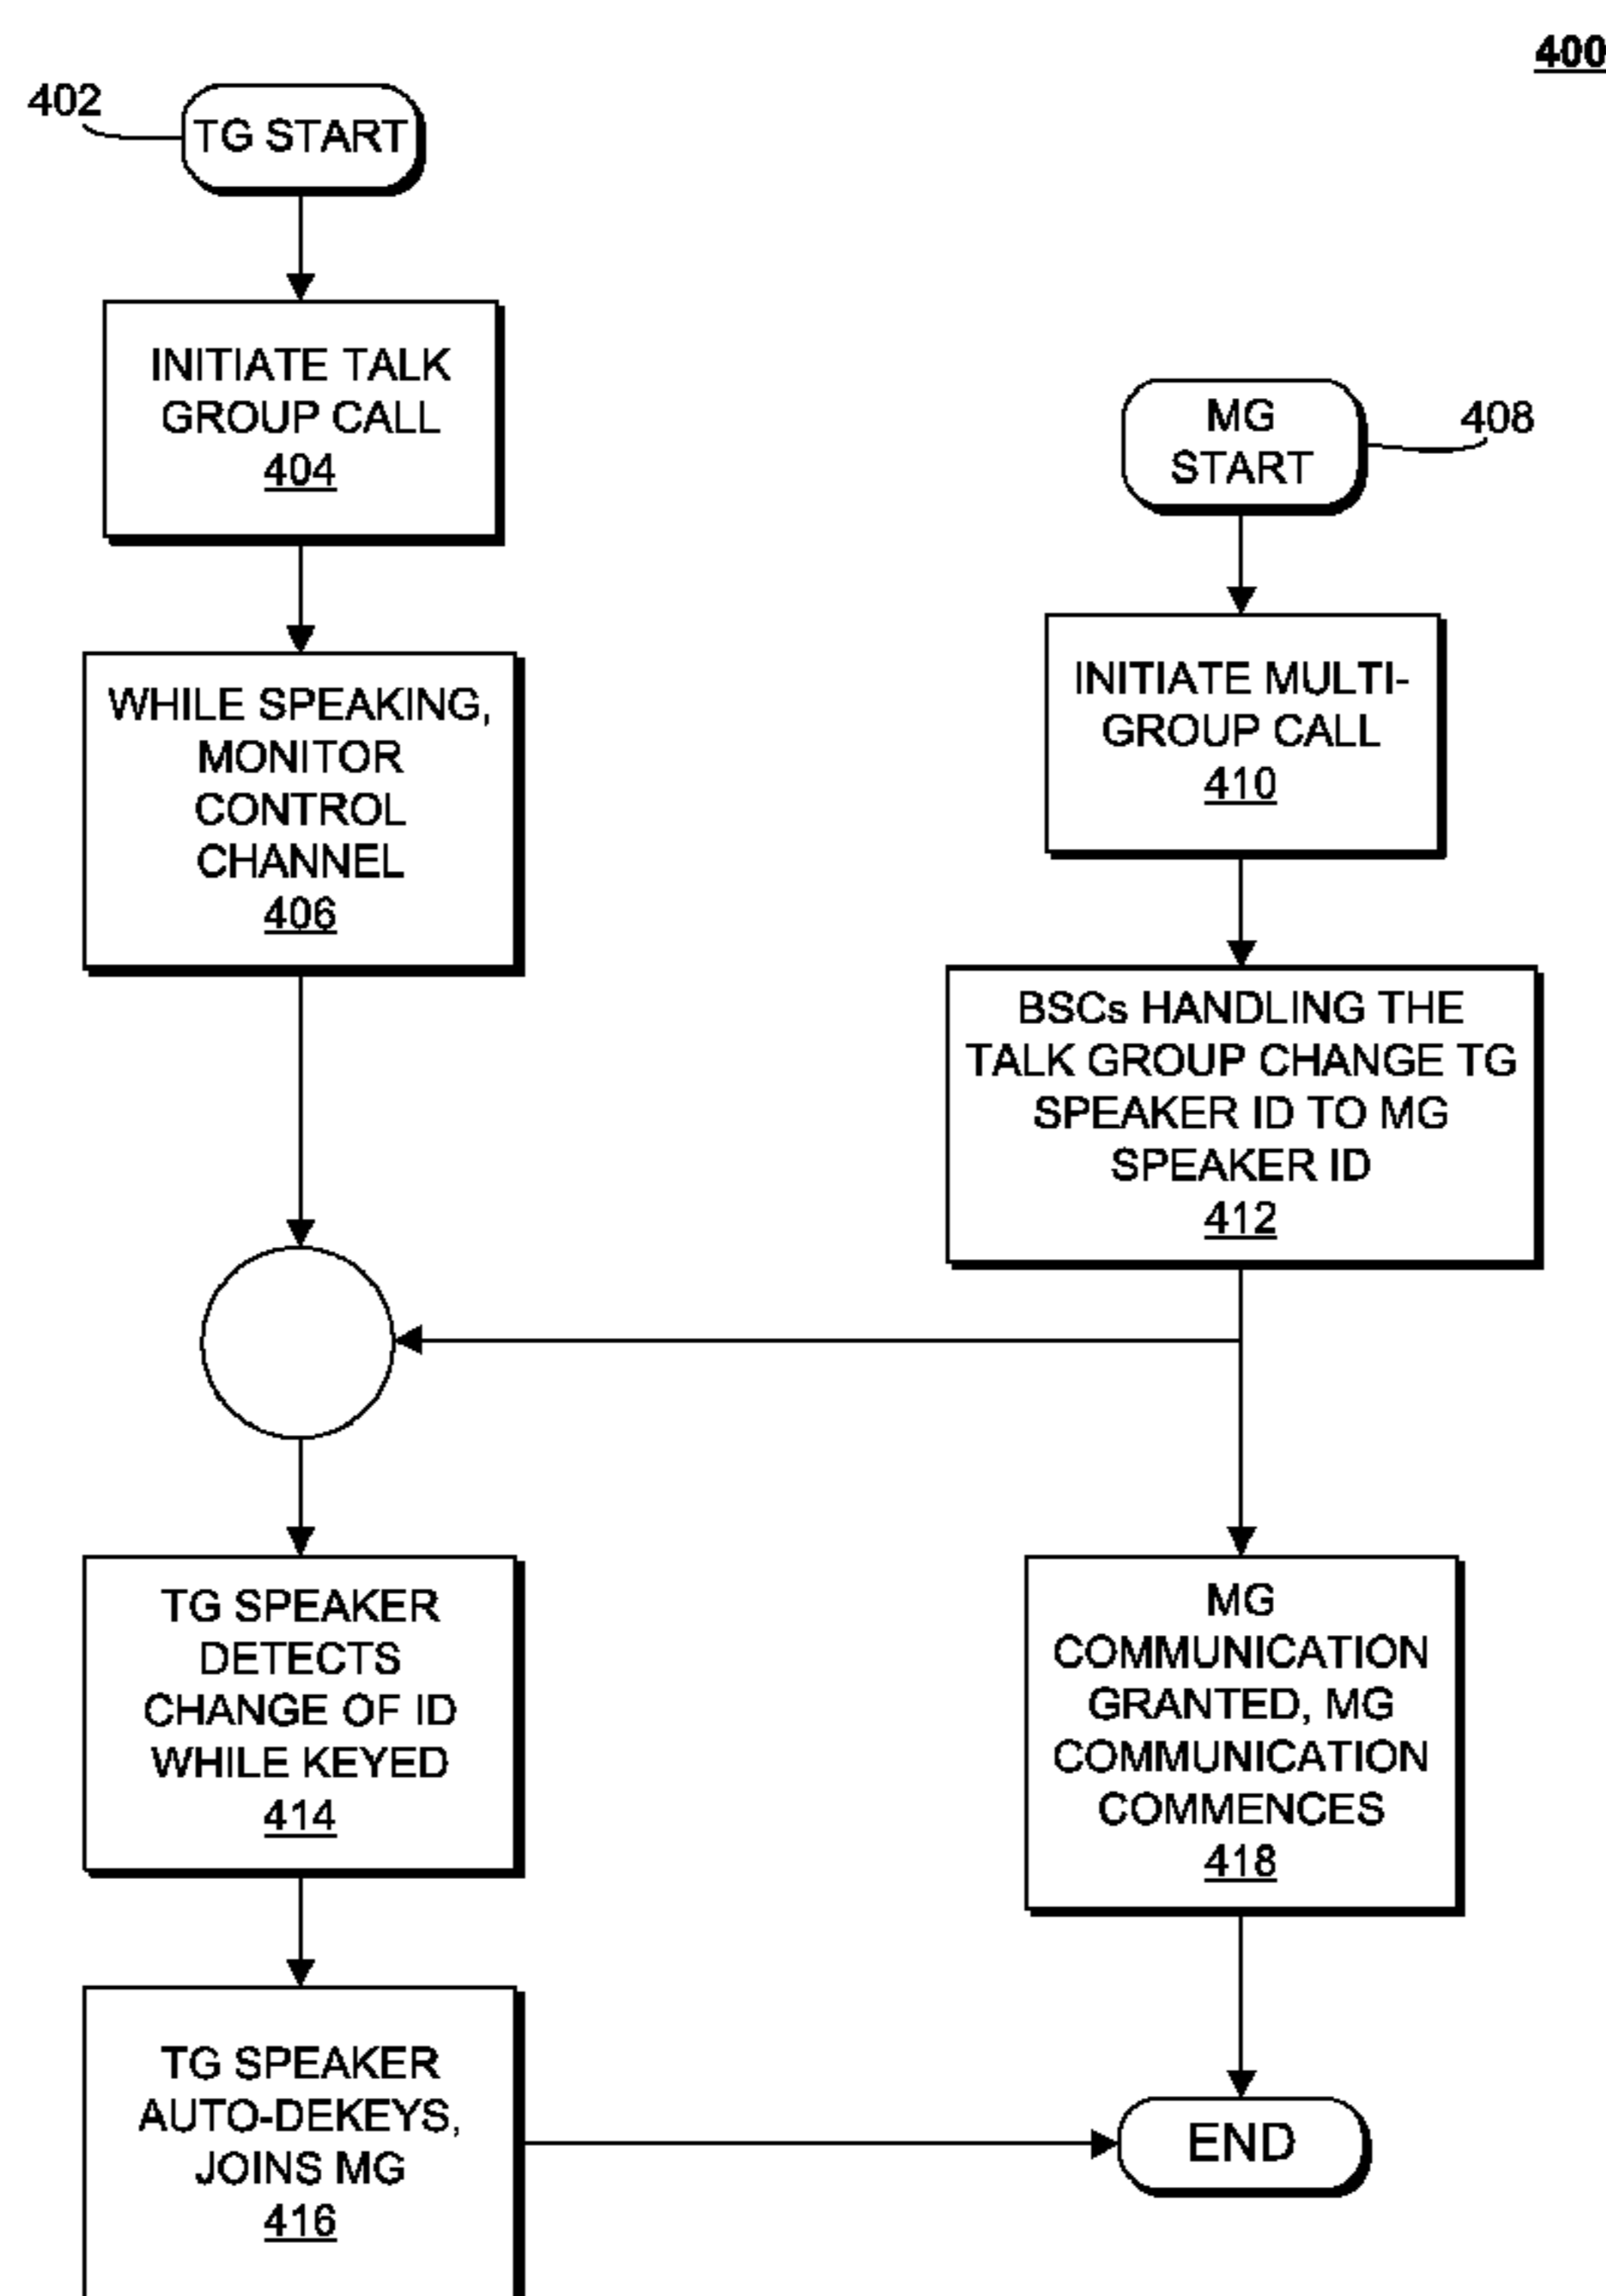 400
402
TG START
INITIATE TALK
GROUP CALL
404
WHILE SPEAKING,
MONITOR
CONTROL
CHANNEL
406
MG
START
408
INITIATE MULTI-
GROUP CALL
410
BSCs HANDLING THE
TALK GROUP CHANGE TG
SPEAKER ID TO MG
SPEAKER ID
412
TG SPEAKER
DETECTS
CHANGE OF ID
WHILE KEYED
414
MG
COMMUNICATION
GRANTED, MG
COMMUNICATION
COMMENCES
418
TG SPEAKER
AUTO-DEKEYS,
JOINS MG
416
END